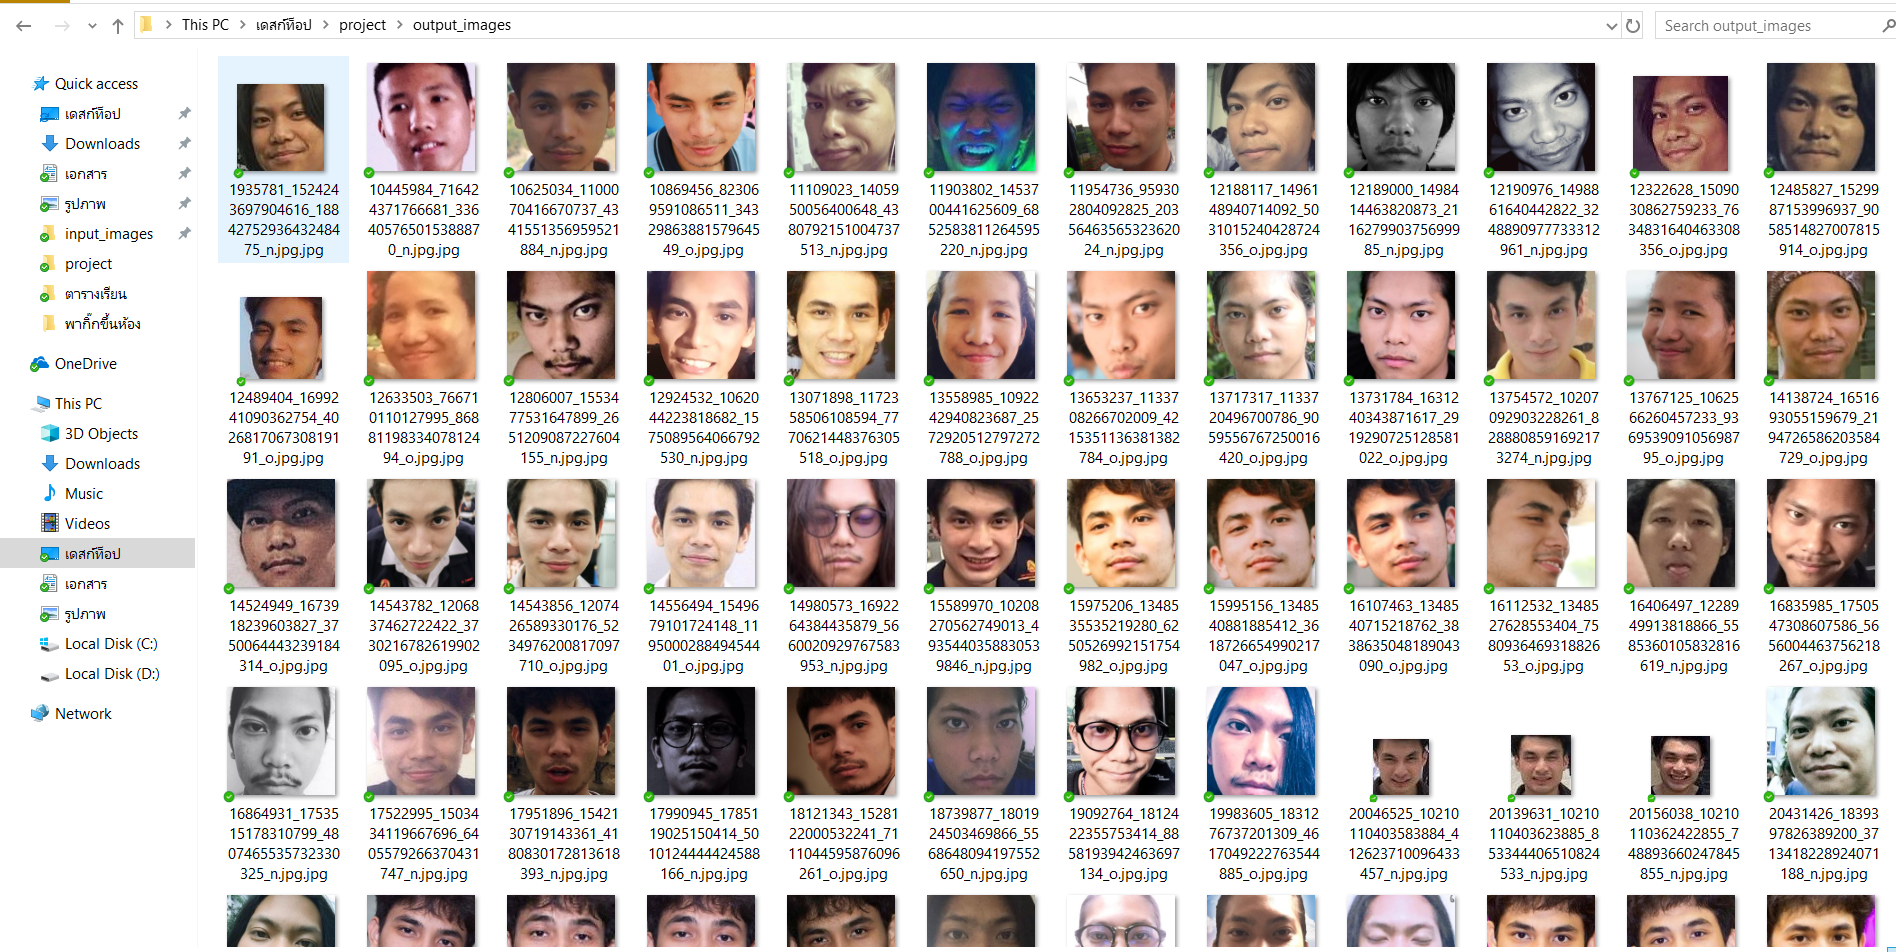 This PC > เดสก์ท็อป > project > output_images
Search output_images
Quick access
เดสก์ท็อป
Downloads
เอกสาร
รูปภาพ
input_images
project
ตารางเรียน
พากิ๊กขึ้นห้อง
OneDrive
This PC
3D Objects
Downloads
Music
Videos
เดสก์ท็อป
เอกสาร
รูปภาพ
Local Disk (C:)
Local Disk (D:)
Network
1935781_152424
3697904616_188
42752936432484
75_n.jpg.jpg
10445984_71642
4371766681_336
40576501538887
0_n.jpg.jpg
10625034_11000
70416670737_43
41551356959521
884_n.jpg.jpg
10869456_82306
9591086511_343
29863881579645
49_o.jpg.jpg
11109023_14059
50056400648_43
80792151004737
513_n.jpg.jpg
11903802_14537
00441625609_68
52583811264595
220_n.jpg.jpg
11954736_95930
2804092825_203
56463565323620
24_n.jpg.jpg
12188117_14961
48940714092_50
31015240428724
356_o.jpg.jpg
12189000_14984
14463820873_21
16279903756999
85_n.jpg.jpg
12190976_14988
61640442822_32
48890977733312
961_n.jpg.jpg
12322628_15090
30862759233_76
34831640463308
356_o.jpg.jpg
12485827_15299
87153996937_90
58514827007815
914_o.jpg.jpg
12489404_16992
41090362754_40
26817067308191
91_o.jpg.jpg
12633503_76671
0110127995_868
81198334078124
94_o.jpg.jpg
12806007_15534
77531647899_26
51209087227604
155_n.jpg.jpg
12924532_10620
44223818682_15
75089564066792
530_n.jpg.jpg
13071898_11723
58506108594_77
70621448376305
518_o.jpg.jpg
13558985_10922
42940823687_25
72920512797272
788_o.jpg.jpg
13653237_11337
08266702009_42
15351136381382
784_o.jpg.jpg
13717317_11337
20496700786_90
59556767250016
420_o.jpg.jpg
13731784_16312
40343871617_29
19290725128581
022_o.jpg.jpg
13754572_10207
092903228261_8
28880859169217
3274_n.jpg.jpg
13767125_10625
66260457233_93
69539091056987
95_o.jpg.jpg
14138724_16516
93055159679_21
94726586203584
729_o.jpg.jpg
14524949_16739
18239603827_37
50064443239184
314_o.jpg.jpg
14543782_12068
37462722422_37
30216782619902
095_o.jpg.jpg
14543856_12074
26589330176_52
34976200817097
710_o.jpg.jpg
14556494_15496
79101724148_11
95000288494544
01_o.jpg.jpg
14980573_16922
64384435879_56
60020929767583
953_n.jpg.jpg
15589970_10208
270562749013_4
93544035883053
9846_n.jpg.jpg
15975206_13485
35535219280_62
50526992151754
982_o.jpg.jpg
15995156_13485
40881885412_36
18726654990217
047_o.jpg.jpg
16107463_13485
40715218762_38
38635048189043
090_o.jpg.jpg
16112532_13485
27628553404_75
80936469318826
53_o.jpg.jpg
16406497_12289
49913818866_55
85360105832816
619_n.jpg.jpg
16835985_17505
47308607586_56
56004463756218
267_o.jpg.jpg
16864931_17535
15178310799_48
07465535732330
325_n.jpg.jpg
17522995_15034
34119667696_64
05579266370431
747_n.jpg.jpg
17951896_15421
30719143361_41
80830172813618
393_n.jpg.jpg
17990945_17851
19025150414_50
10124444424588
166_n.jpg.jpg
18121343_15281
22000532241_71
11044595876096
261_o.jpg.jpg
18739877_18019
24503469866_55
68648094197552
650_n.jpg.jpg
19092764_18124
22355753414_88
58193942463697
134_o.jpg.jpg
19983605_18312
76737201309_46
17049222763544
885_o.jpg.jpg
20046525_10210
110403583884_4
12623710096433
457_n.jpg.jpg
20139631_10210
110403623885_8
53344406510824
533_n.jpg.jpg
20156038_10210
110362422855_7
48893660247845
855_n.jpg.jpg
20431426_18393
97826389200_37
13418228924071
188_n.jpg.jpg